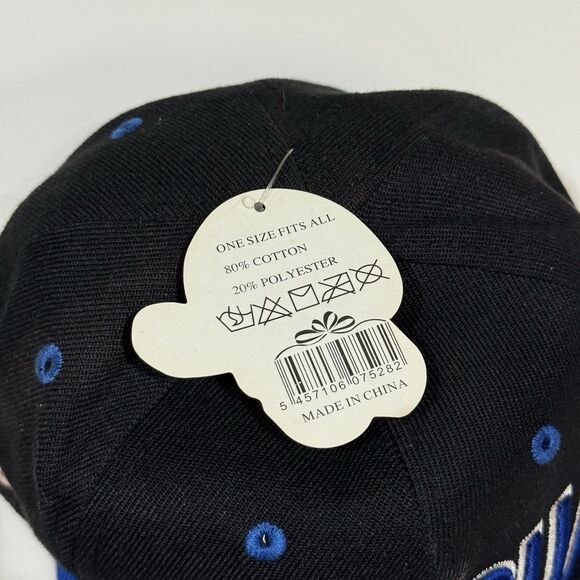 ONE SIZE FITS ALL
80% COTTON
20% POLYESTER
5 457106 075282
MADE IN CHINA